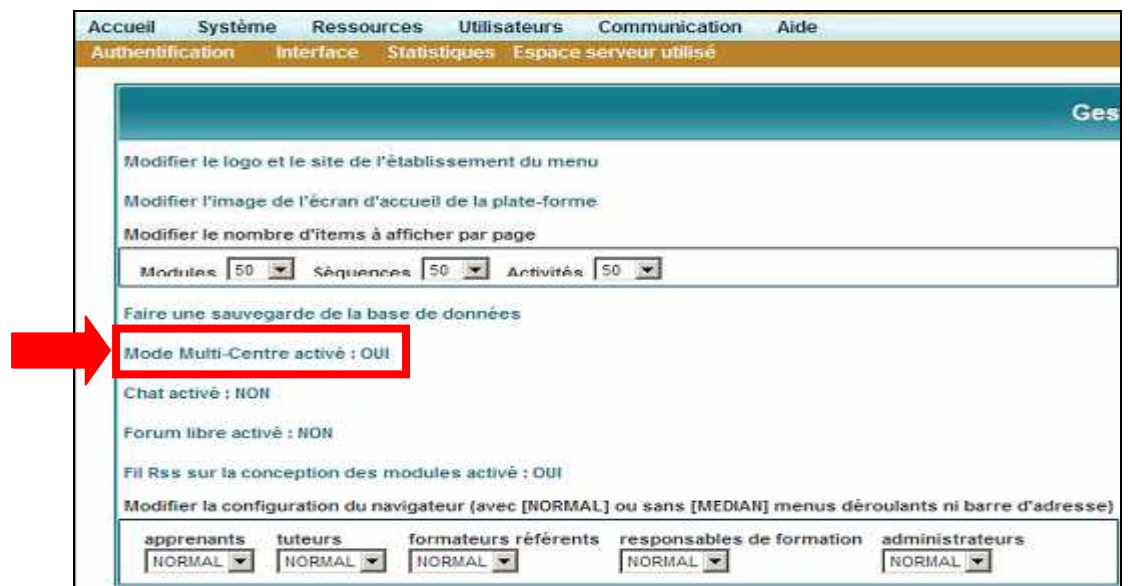 Accueil Système Ressources Utilisateurs Communication Aide
Authentification Interface Statistiques Espace serveur utilisé
Ges
Modifier le logo et le site de l'établissement du menu
Modifier l'image de l'écran d'accueil de la plate-forme
Modifier le nombre d'items à afficher par page
Modules 50 Séquences 50 Activités 50
Faire une sauvegarde de la base de données
Mode Multi-Centre activé : OUI
Chat activé : NON
Forum libre activé : NON
Fil Rss sur la conception des modules activé : OUI
Modifier la configuration du navigateur (avec [NORMAL] ou sans [MEDIAN] menus déroulants ni barre d'adresse)
apprenants tuteurs formateurs référents responsables de formation administrateurs
NORMAL NORMAL NORMAL NORMAL NORMAL